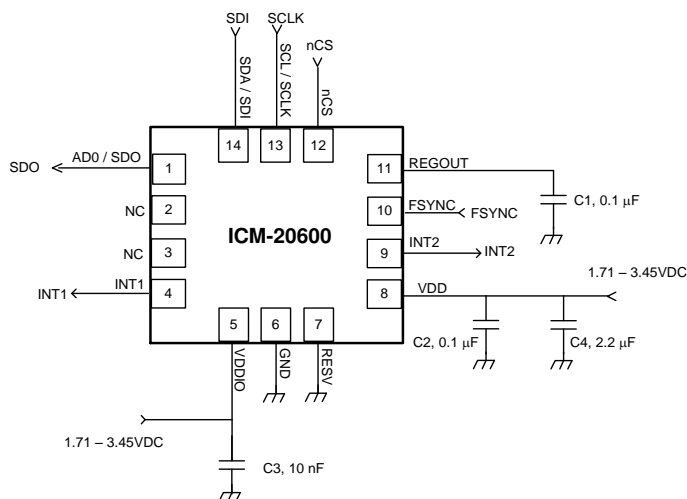 SDI
SCLK
nCS
SDA / SDI
SCL / SCLK
nCS
14
13
12
SDO
AD0 / SDO
1
11
REGOUT
C1, 0.1 µF
NC
2
10
FSYNC
FSYNC
ICM-20600
NC
3
9
INT2
INT2
INT1
INT1
4
8
VDD
1.71 – 3.45VDC
5
6
7
C2, 0.1 µF
C4, 2.2 µF
VDDIO
GND
RESV
1.71 – 3.45VDC
C3, 10 nF